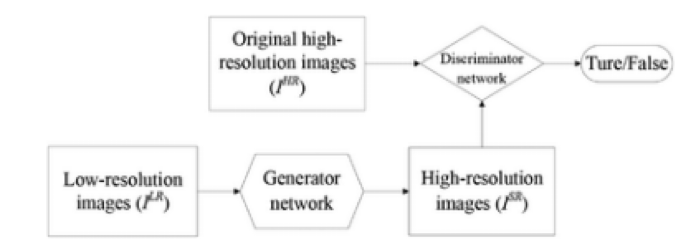 Original high-
resolution images
(I^HR)
Discriminator
network
Ture/False
Low-resolution
images (I^LR)
Generator
network
High-resolution
images (I^SR)